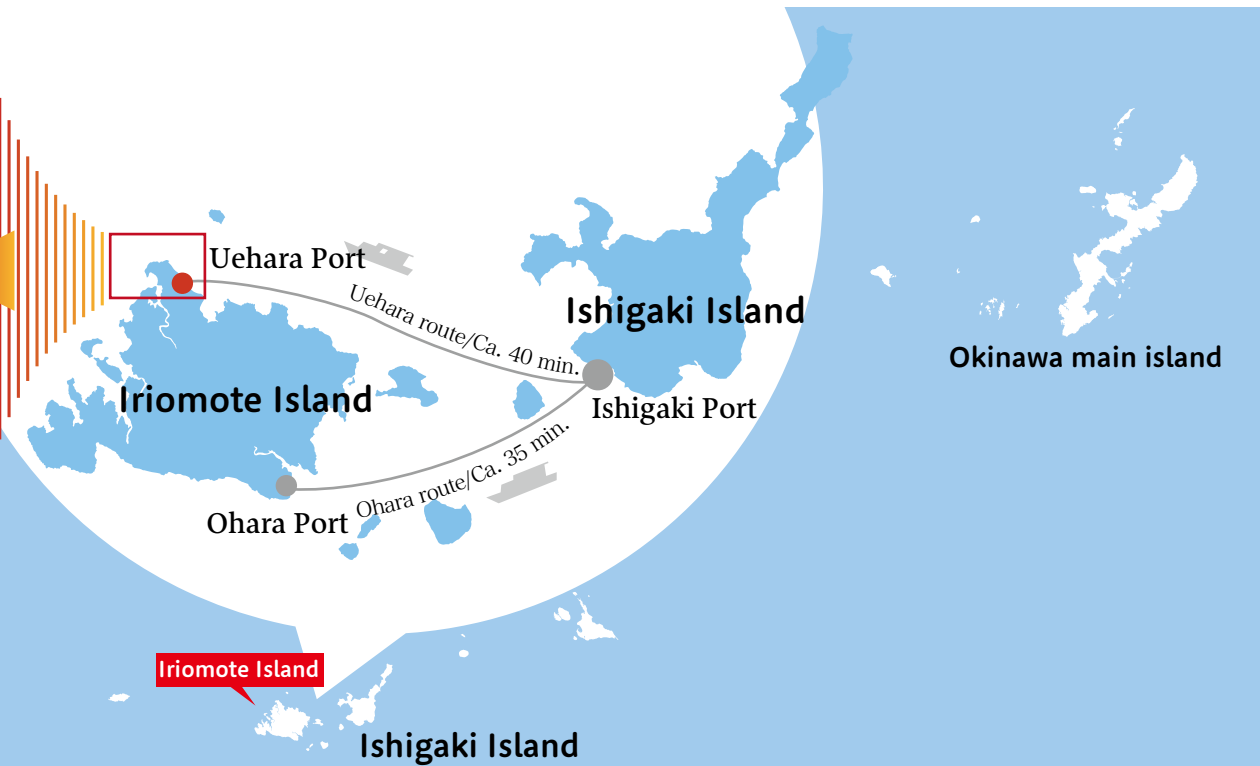 Uehara Port
Uehara route/Ca. 40 min.
Ishigaki Island
Okinawa main island
Iriomote Island
Ishigaki Port
Ohara route/Ca. 35 min.
Ohara Port
Iriomote Island
Ishigaki Island